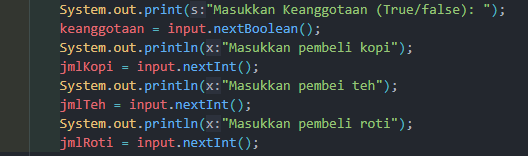 System.out.print(s:"Masukkan Keanggotaan (True/false): ");
keanggotaan = input.nextBoolean();
System.out.println(x:"Masukkan pembeli kopi");
jmlKopi = input.nextInt();
System.out.println(x:"Masukkan pembei teh");
jmlTeh = input.nextInt();
System.out.println(x:"Masukkan pembeli roti");
jmlRoti = input.nextInt();